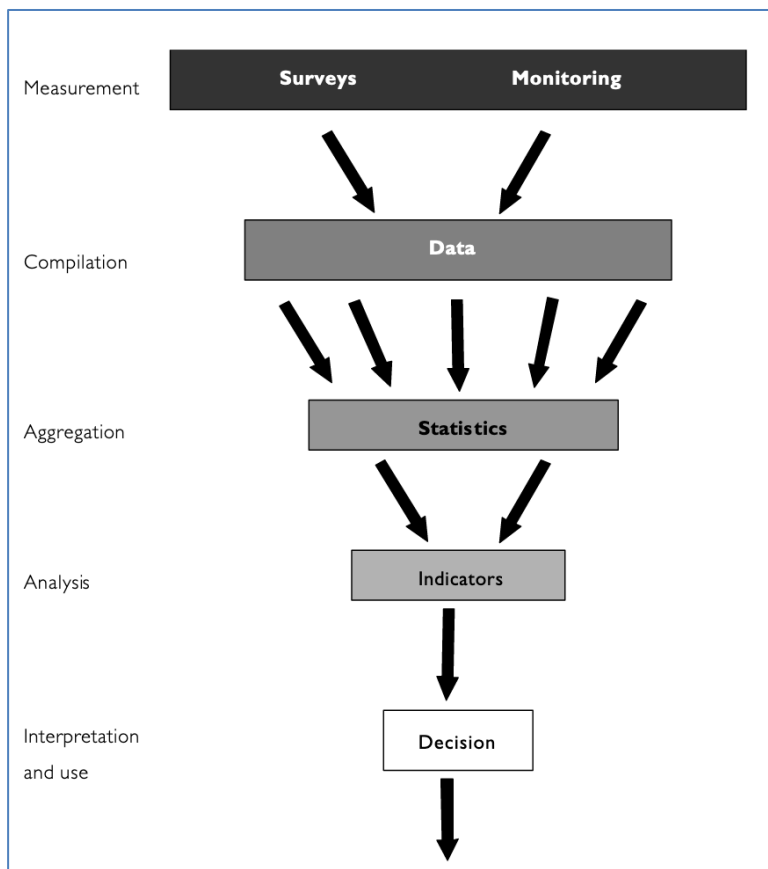 Measurement
Surveys Monitoring
Compilation
Data
Aggregation
Statistics
Analysis
Indicators
Interpretation
and use
Decision